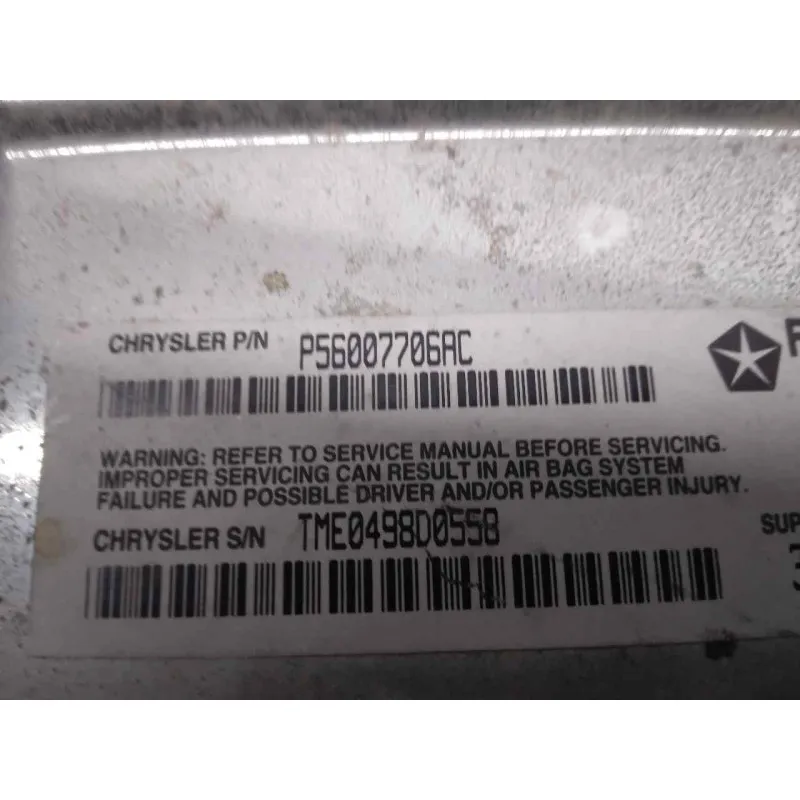 CHRYSLER P/N P56007706AC
WARNING: REFER TO SERVICE MANUAL BEFORE SERVICING.
IMPROPER SERVICING CAN RESULT IN AIR BAG SYSTEM
FAILURE AND POSSIBLE DRIVER AND/OR PASSENGER INJURY.
CHRYSLER S/N TME0498D0558
SUP